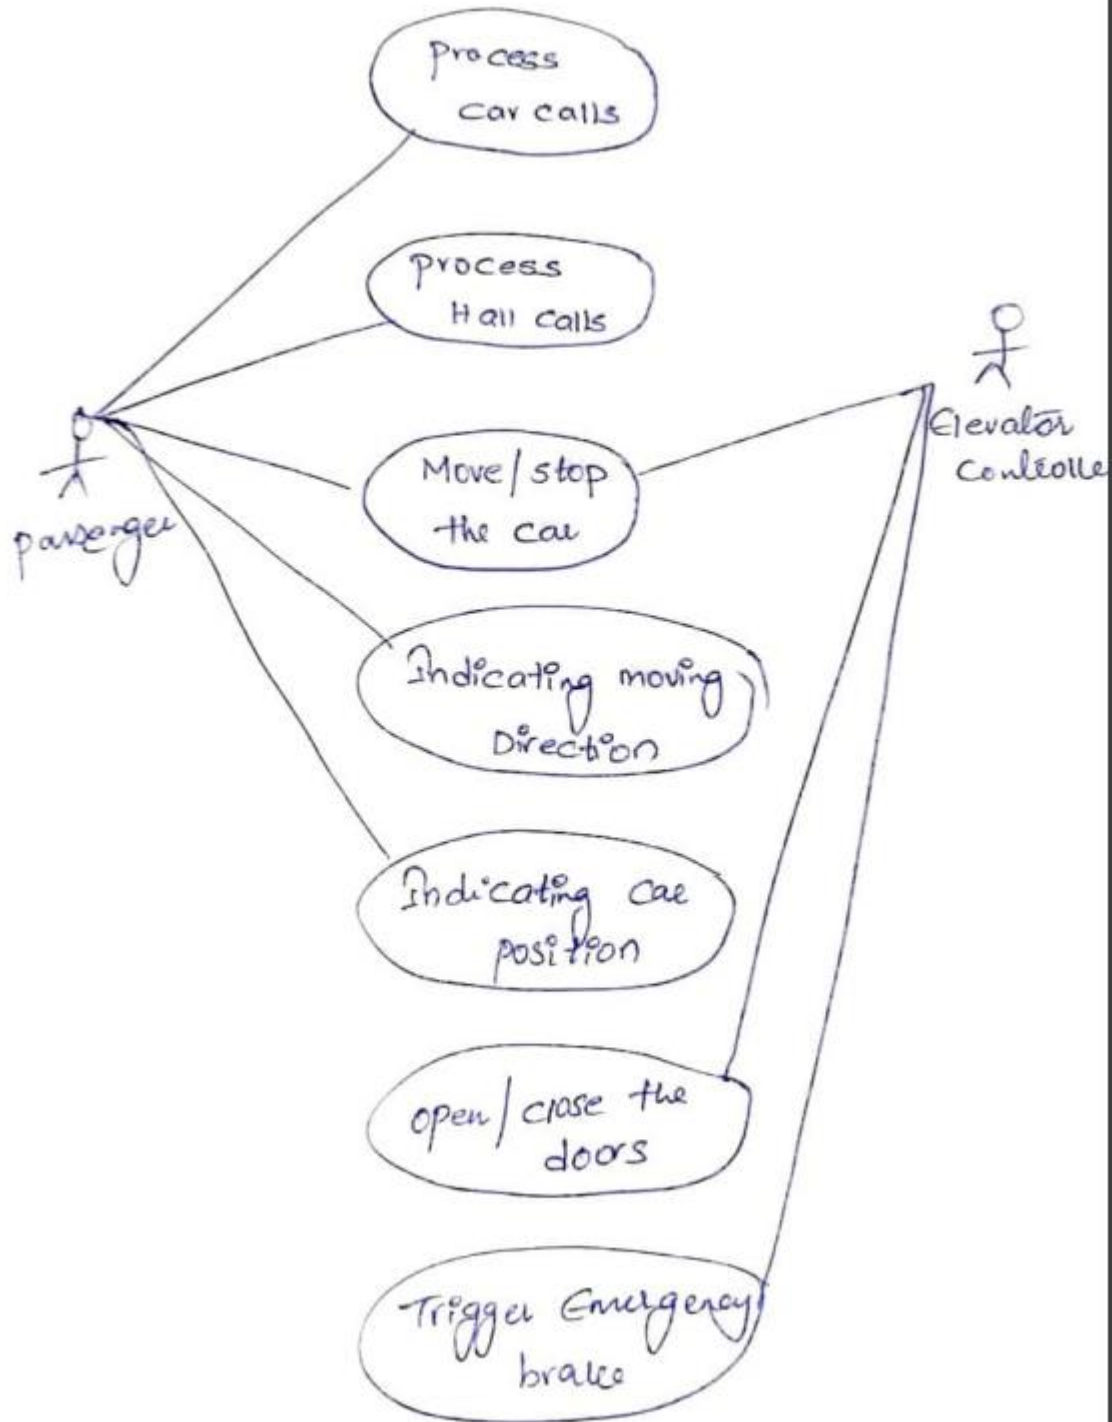 Process
Car calls
Process
Hall calls
Elevator
Controlle
Move/stop
the car
passenger
Indicating moving
Direction
Indicating car
position
open/close the
doors
Trigger Emergency
brake